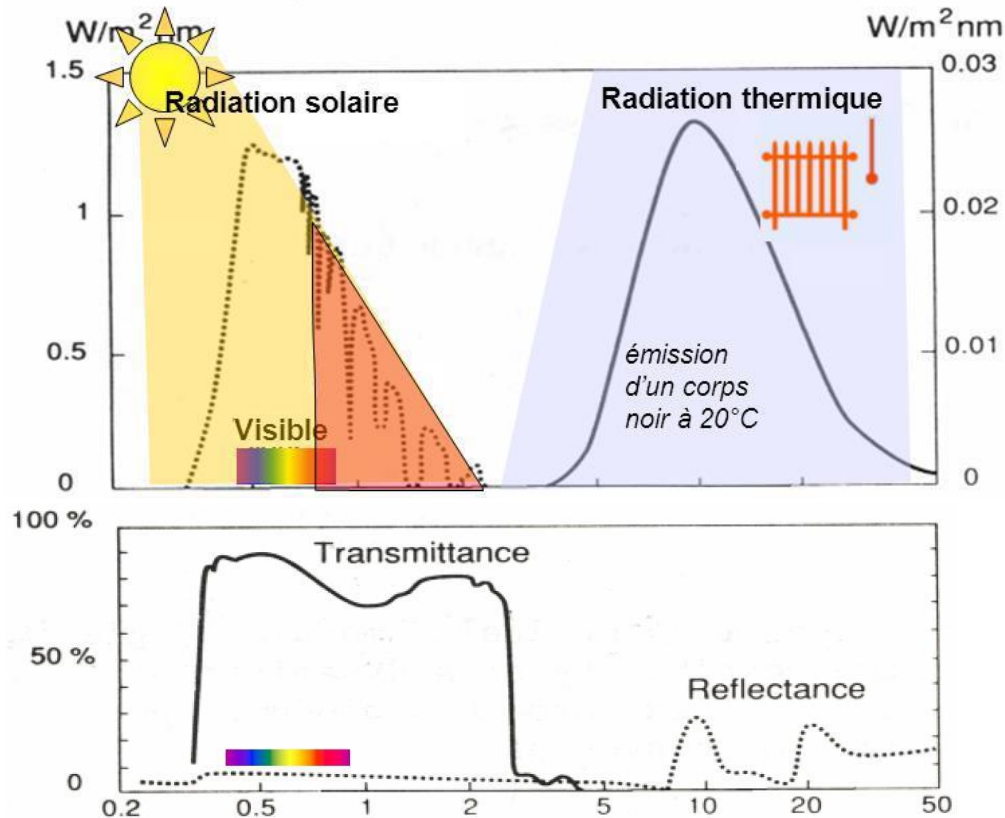 W/m²nm
W/m²nm
1.5
0.03
Radiation solaire
Radiation thermique
1
0.02
0.5
0.01
émission
d'un corps
noir à 20°C
Visible
0
0
100 %
Transmittance
50 %
Reflectance
0
0.2
0.5
1
2
5
10
20
50